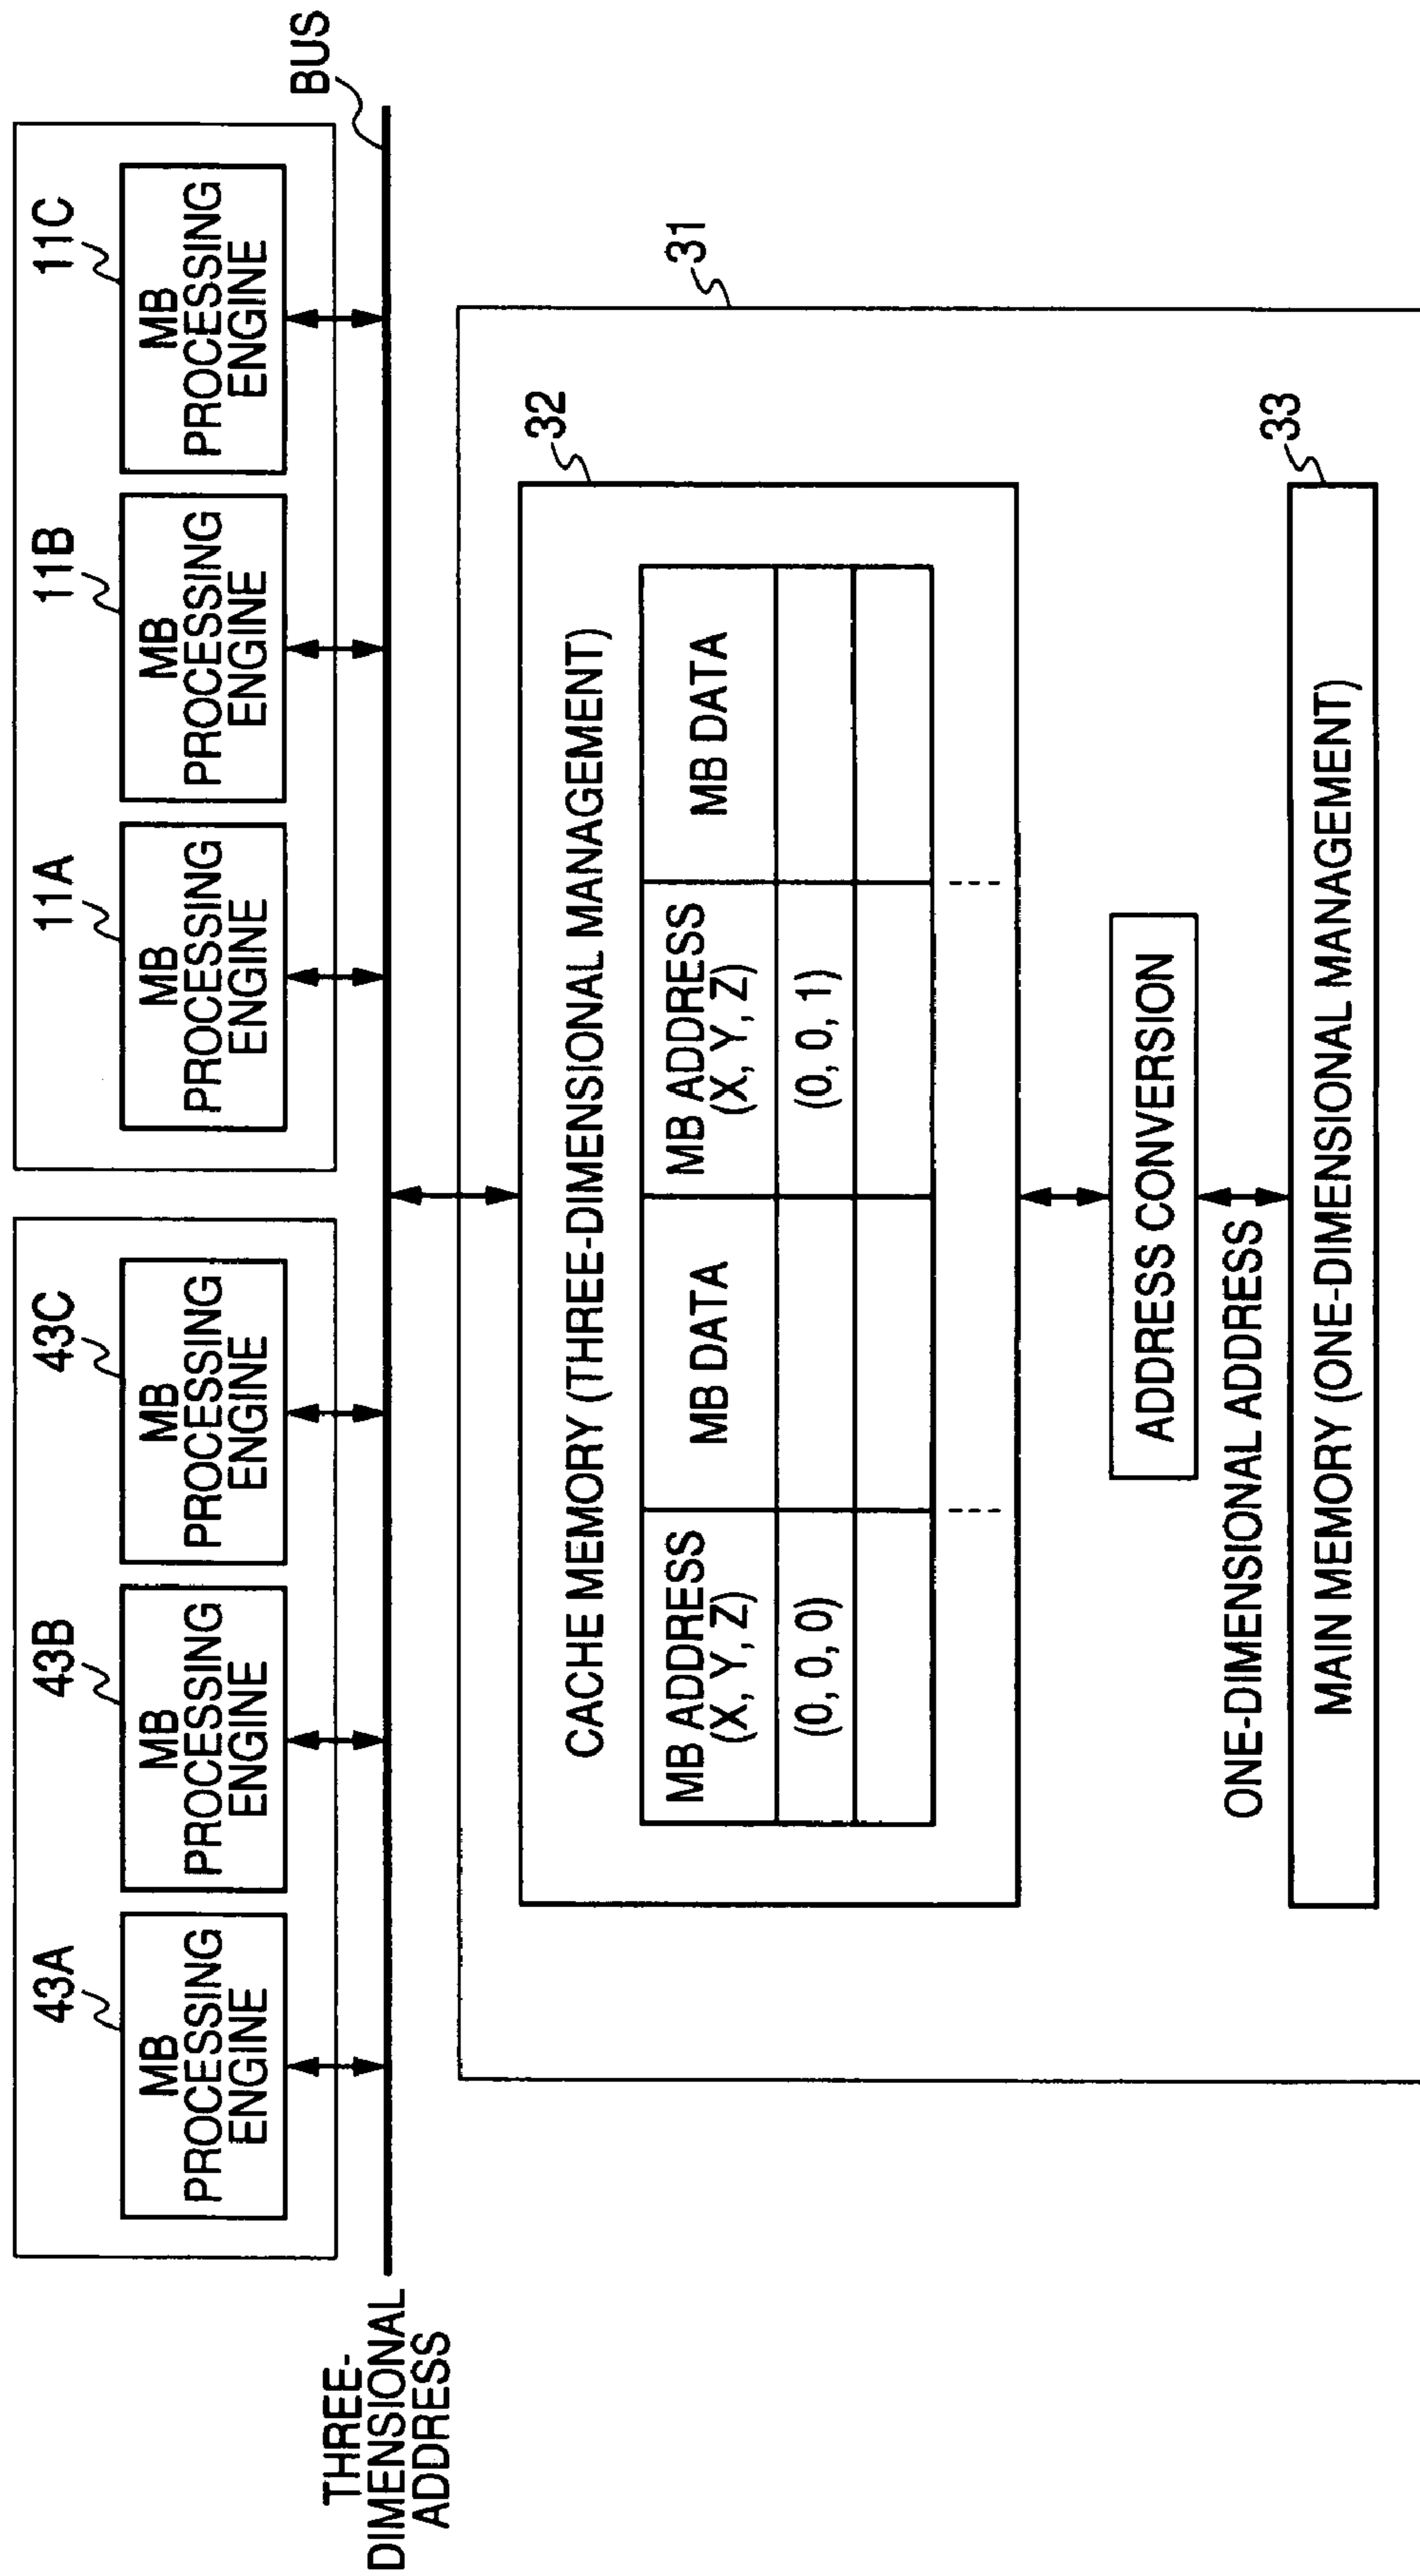 43A
43B
43C
11A
11B
11C
MB
PROCESSING
ENGINE
MB
PROCESSING
ENGINE
MB
PROCESSING
ENGINE
MB
PROCESSING
ENGINE
MB
PROCESSING
ENGINE
MB
PROCESSING
ENGINE
BUS
THREE-
DIMENSIONAL
ADDRESS
31
32
CACHE MEMORY (THREE-DIMENSIONAL MANAGEMENT)
MB ADDRESS
(X, Y, Z)
MB DATA
MB ADDRESS
(X, Y, Z)
MB DATA
(0, 0, 0)
(0, 0, 1)
ADDRESS CONVERSION
ONE-DIMENSIONAL ADDRESS
33
MAIN MEMORY (ONE-DIMENSIONAL MANAGEMENT)